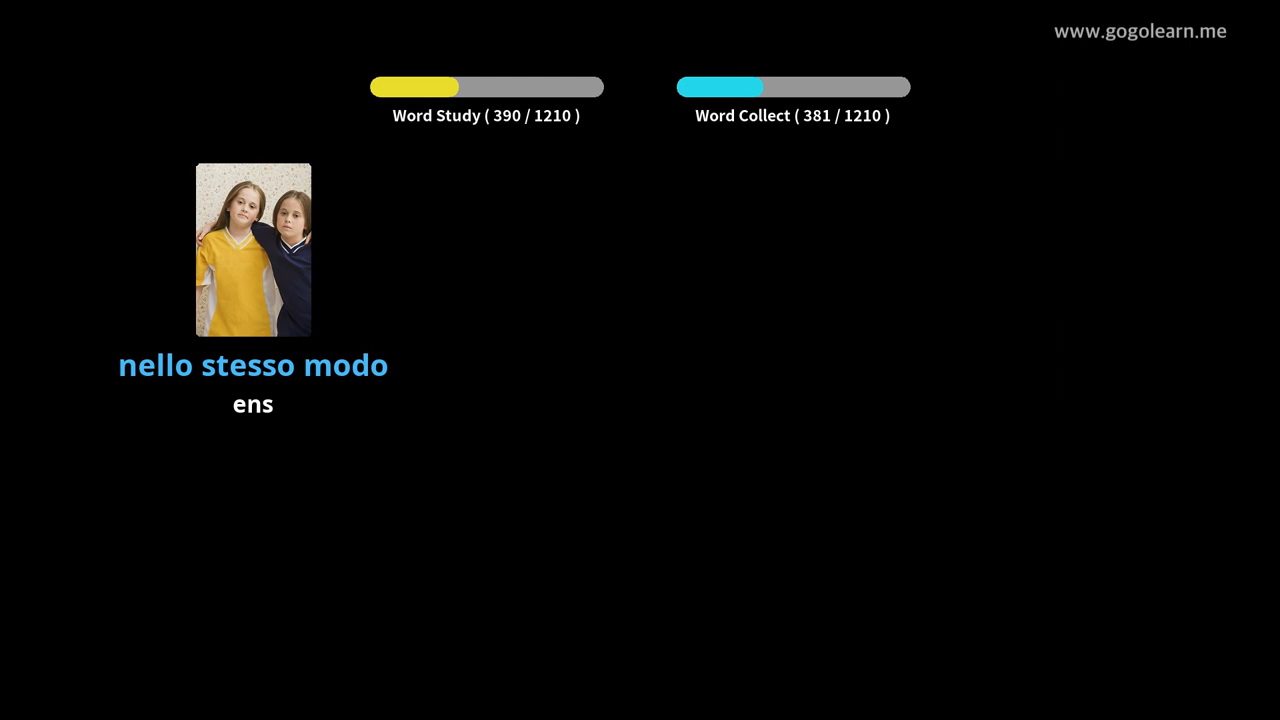 www.gogolearn.me
Word Study ( 390 / 1210 )
Word Collect ( 381 / 1210 )
nello stesso modo
ens